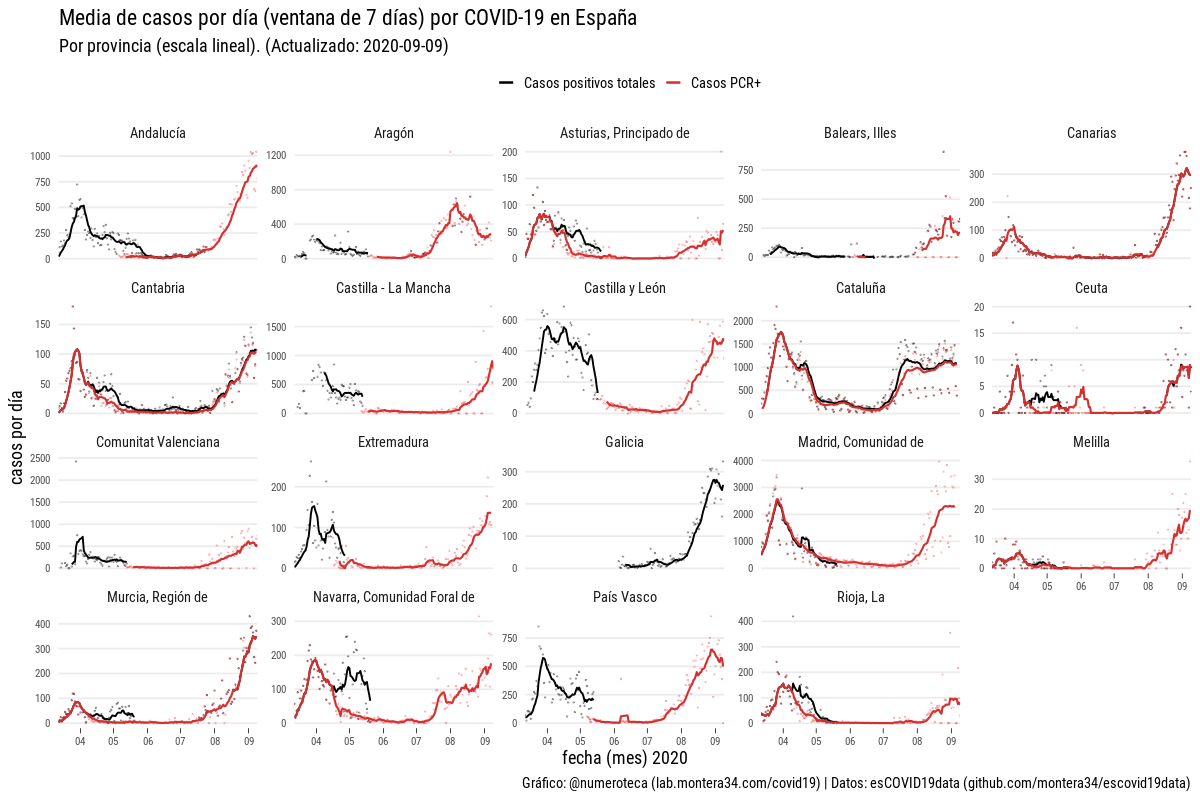 Media de casos por día (ventana de 7 días) por COVID-19 en España
Por provincia (escala lineal). (Actualizado: 2020-09-09)
Casos positivos totales Casos PCR+
casos por día
Andalucía
1000
750
500
250
0
Aragón
1200
800
400
0
Asturias, Principado de
200
150
100
50
0
Balears, Illes
750
500
250
0
Canarias
300
200
100
0
Cantabria
150
100
50
0
Castilla - La Mancha
1500
1000
500
0
Castilla y León
600
400
200
0
Cataluña
2000
1500
1000
500
0
Ceuta
20
15
10
5
0
Comunitat Valenciana
2500
2000
1500
1000
500
0
Extremadura
200
100
0
Galicia
300
200
100
0
Madrid, Comunidad de
4000
3000
2000
1000
0
Melilla
30
20
10
0
04 05 06 07 08 09
Murcia, Región de
400
300
200
100
0
04 05 06 07 08 09
Navarra, Comunidad Foral de
300
200
100
0
04 05 06 07 08 09
País Vasco
750
500
250
0
04 05 06 07 08 09
Rioja, La
400
300
200
100
0
04 05 06 07 08 09
fecha (mes) 2020
Gráfico: @numeroteca (lab.montera34.com/covid19) | Datos: esCOVID19data (github.com/montera34/escovid19data)